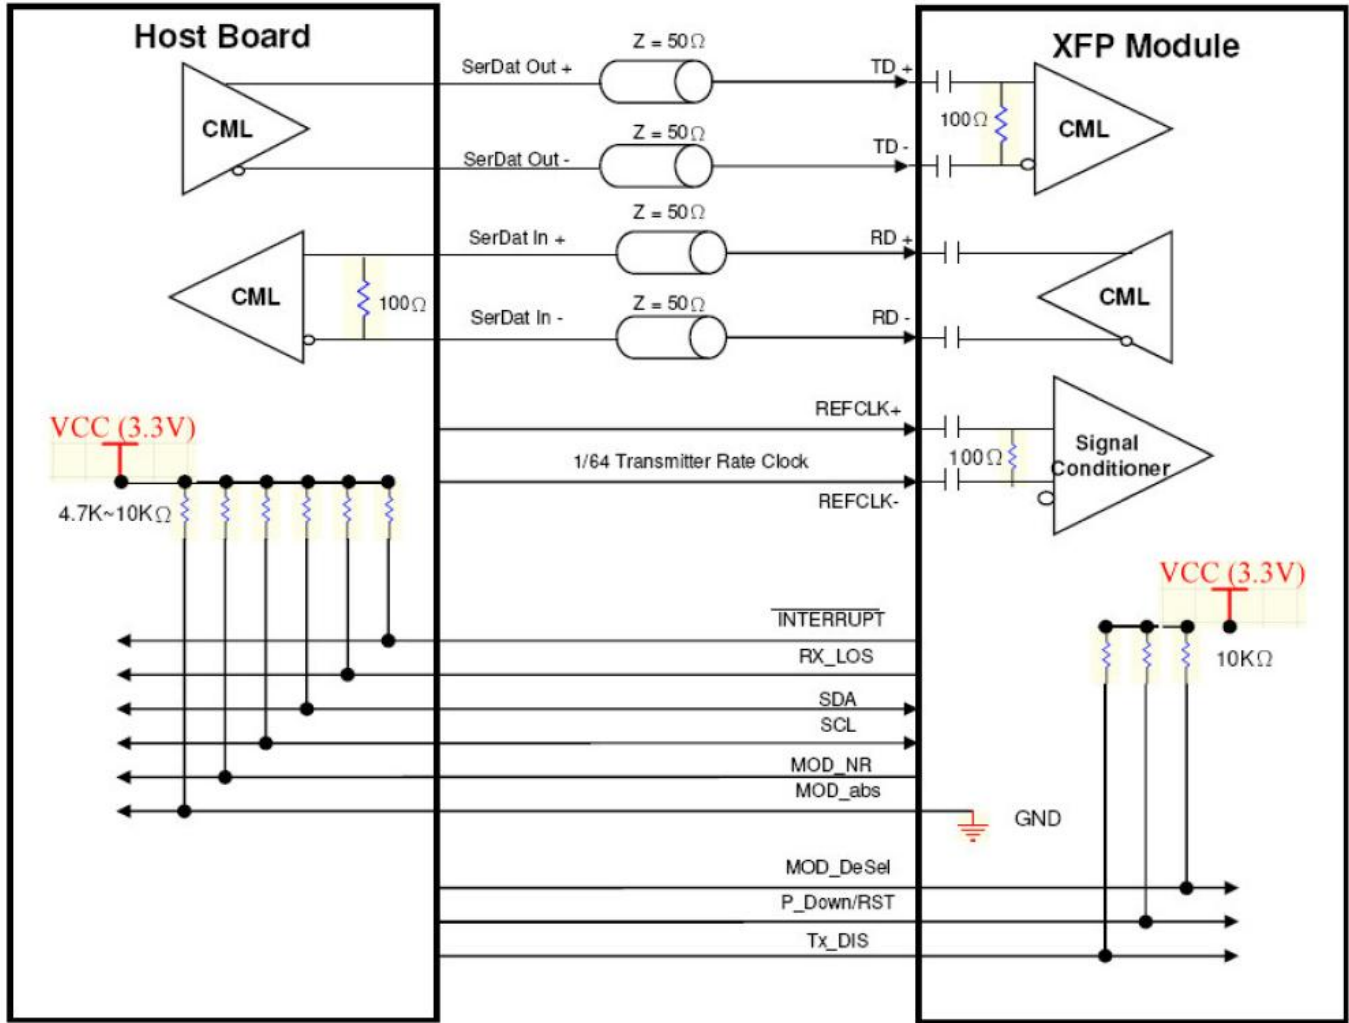 Host Board
XFP Module
Z = 50Ω
SerDat Out +
TD +
CML
100Ω
CML
Z = 50Ω
SerDat Out -
TD -
Z = 50Ω
SerDat In +
RD +
CML
100Ω
CML
Z = 50Ω
SerDat In -
RD -
VCC (3.3V)
REFCLK+
1/64 Transmitter Rate Clock
100Ω
Signal
Conditioner
REFCLK-
4.7K~10KΩ
VCC (3.3V)
10KΩ
INTERRUPT
RX_LOS
SDA
SCL
MOD_NR
MOD_abs
GND
MOD_DeSel
P_Down/RST
Tx_DIS